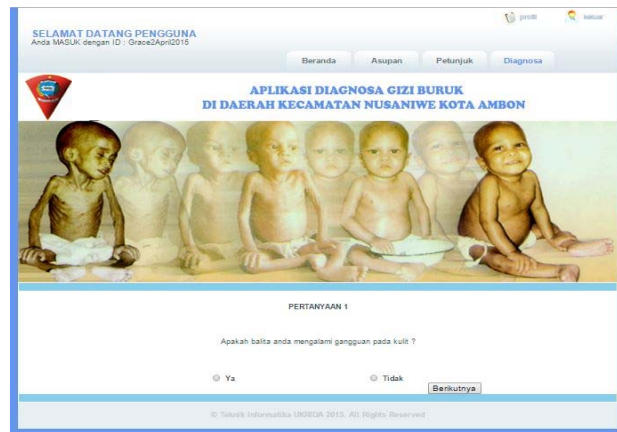 profil
keluar
SELAMAT DATANG PENGGUNA
Anda MASUK dengan ID : Grace2April2015
Beranda
Asupan
Petunjuk
Diagnosa
APLIKASI DIAGNOSA GIZI BURUK
DI DAERAH KECAMATAN NUSANIWE KOTA AMBON
PERTANYAAN 1
Apakah balita anda mengalami gangguan pada kulit ?
Ya
Tidak
Berikutnya
© Teknik Informatika UKRIDA 2015. All Rights Reserved